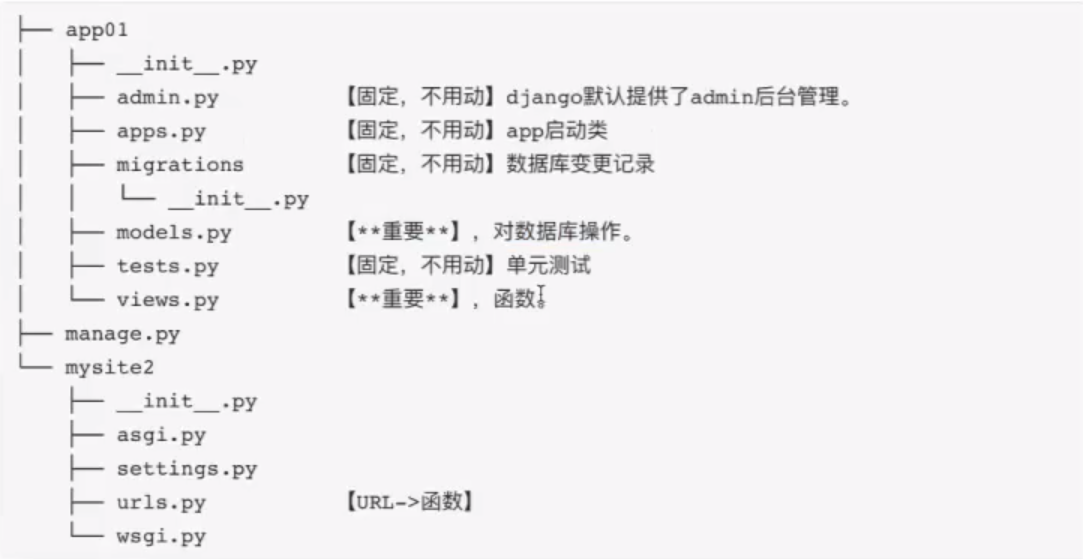 ├── app01
│   ├── __init__.py
│   ├── admin.py         【固定，不用动】django默认提供了admin后台管理。
│   ├── apps.py          【固定，不用动】app启动类
│   ├── migrations       【固定，不用动】数据库变更记录
│   │   └── __init__.py
│   ├── models.py        【**重要**】，对数据库操作。
│   ├── tests.py         【固定，不用动】单元测试
│   └── views.py         【**重要**】，函数。
├── manage.py
└── mysite2
    ├── __init__.py
    ├── asgi.py
    ├── settings.py
    ├── urls.py          【URL->函数】
    └── wsgi.py